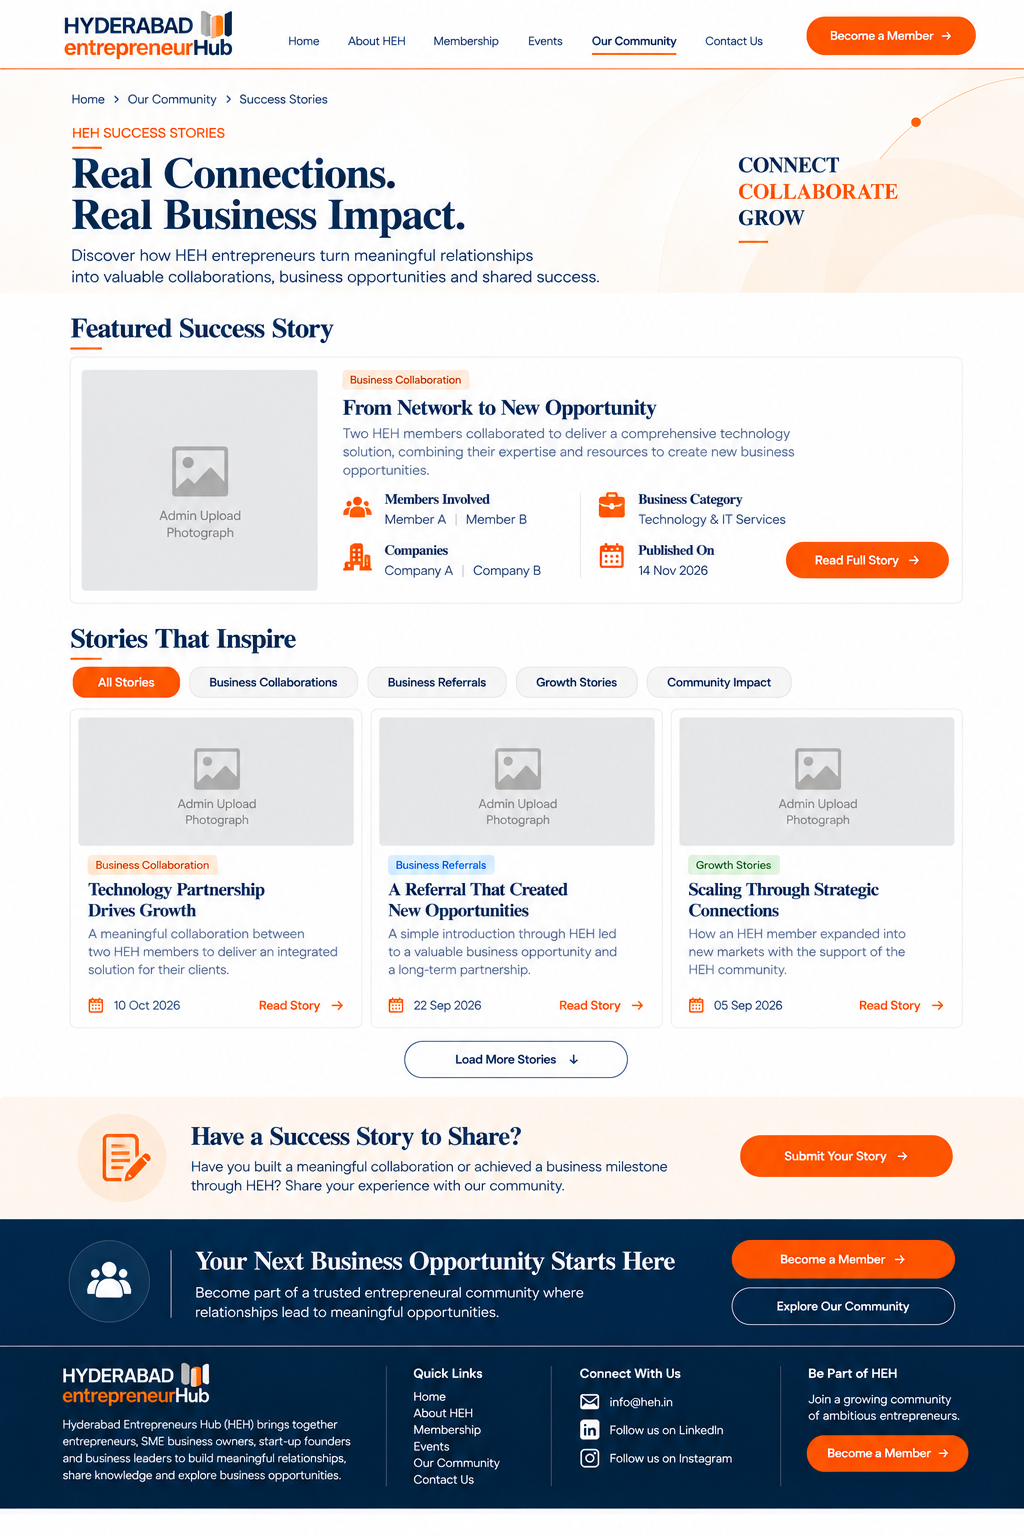 HYDERABAD
entrepreneurHub
Home
About HEH
Membership
Events
Our Community
Contact Us
Become a Member →
Home > Our Community > Success Stories
HEH SUCCESS STORIES
Real Connections.
Real Business Impact.
Discover how HEH entrepreneurs turn meaningful relationships
into valuable collaborations, business opportunities and shared success.
CONNECT
COLLABORATE
GROW
Featured Success Story
Admin Upload
Photograph
Business Collaboration
From Network to New Opportunity
Two HEH members collaborated to deliver a comprehensive technology
solution, combining their expertise and resources to create new business
opportunities.
Members Involved
Member A | Member B
Business Category
Technology & IT Services
Companies
Company A | Company B
Published On
14 Nov 2026
Read Full Story →
Stories That Inspire
All Stories
Business Collaborations
Business Referrals
Growth Stories
Community Impact
Admin Upload
Photograph
Business Collaboration
Technology Partnership
Drives Growth
A meaningful collaboration between
two HEH members to deliver an integrated
solution for their clients.
10 Oct 2026
Read Story →
Admin Upload
Photograph
Business Referrals
A Referral That Created
New Opportunities
A simple introduction through HEH led
to a valuable business opportunity and
a long-term partnership.
22 Sep 2026
Read Story →
Admin Upload
Photograph
Growth Stories
Scaling Through Strategic
Connections
How an HEH member expanded into
new markets with the support of the
HEH community.
05 Sep 2026
Read Story →
Load More Stories ↓
Have a Success Story to Share?
Have you built a meaningful collaboration or achieved a business milestone
through HEH? Share your experience with our community.
Submit Your Story →
Your Next Business Opportunity Starts Here
Become part of a trusted entrepreneurial community where
relationships lead to meaningful opportunities.
Become a Member →
Explore Our Community
HYDERABAD
entrepreneurHub
Hyderabad Entrepreneurs Hub (HEH) brings together
entrepreneurs, SME business owners, start-up founders
and business leaders to build meaningful relationships,
share knowledge and explore business opportunities.
Quick Links
Home
About HEH
Membership
Events
Our Community
Contact Us
Connect With Us
info@heh.in
in
Follow us on LinkedIn
Follow us on Instagram
Be Part of HEH
Join a growing community
of ambitious entrepreneurs.
Become a Member →